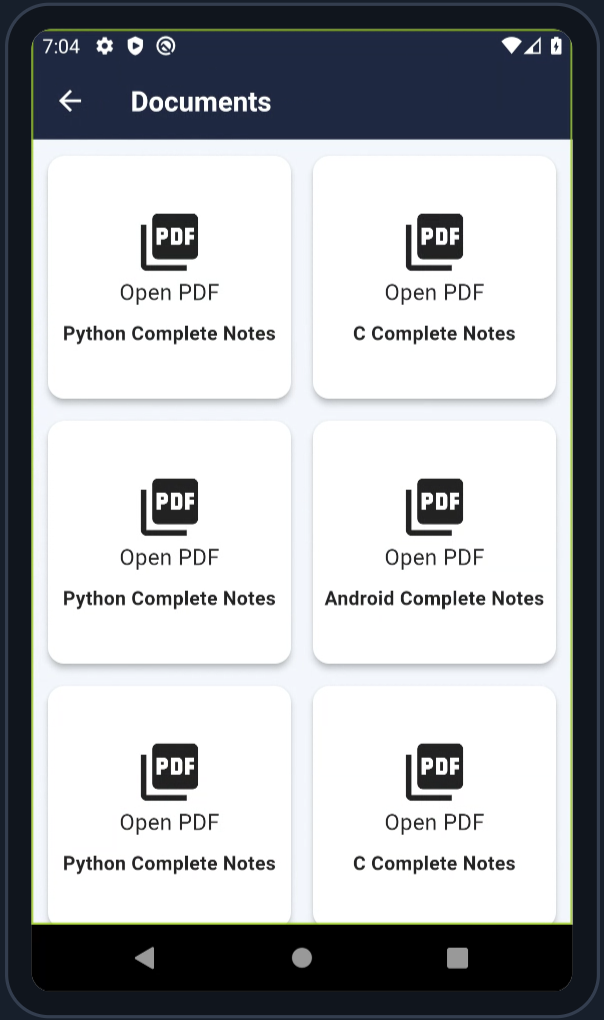 7:04
Documents
PDF PDF
Open PDF Open PDF
Python Complete Notes C Complete Notes
PDF PDF
Open PDF Open PDF
Python Complete Notes Android Complete Notes
PDF PDF
Open PDF Open PDF
Python Complete Notes C Complete Notes